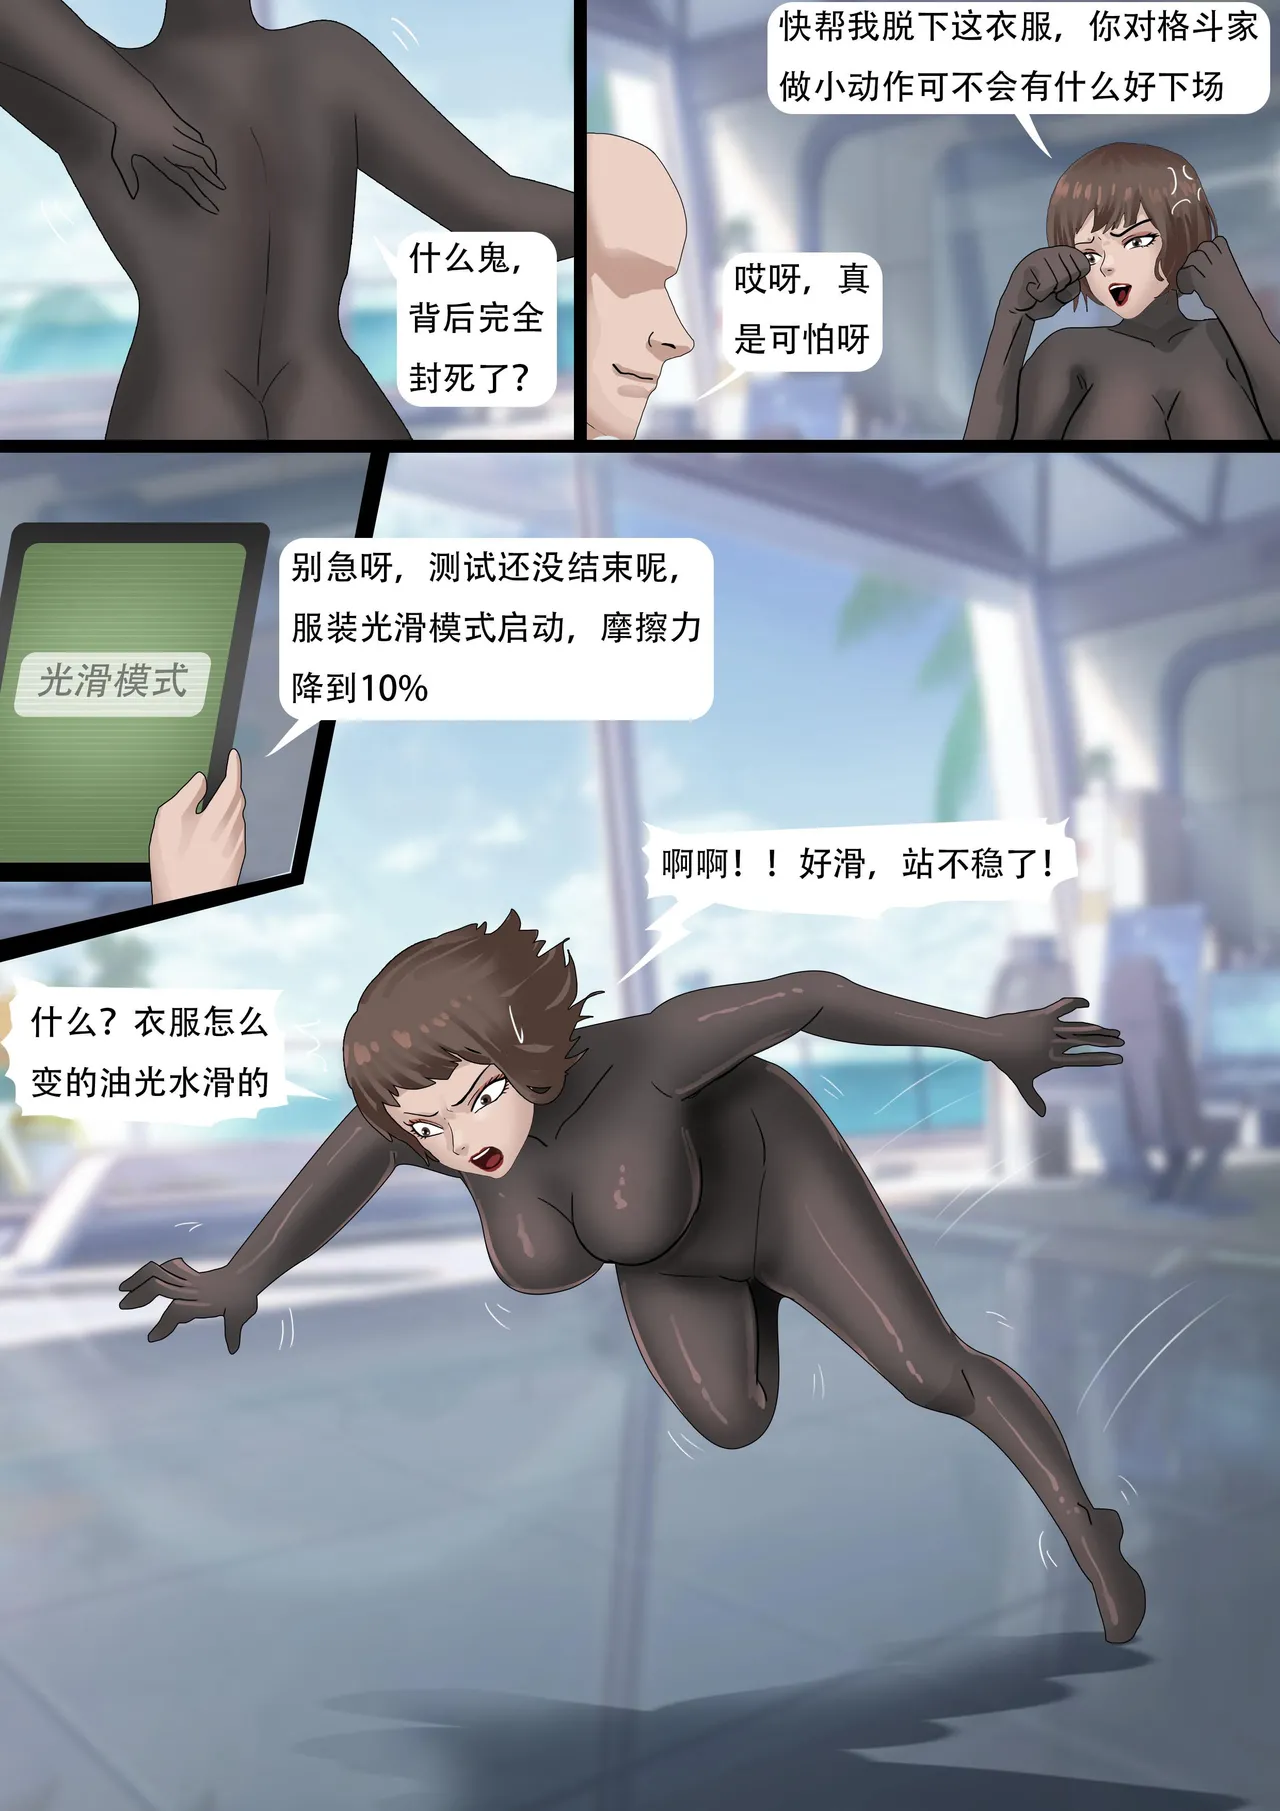 什么鬼，
背后完全
封死了？
快帮我脱下这衣服，你对格斗家
做小动作可不会有什么好下场
哎呀，真
是可怕呀
别急呀，测试还没结束呢，
服装光滑模式启动，摩擦力
降到10%
光滑模式
啊啊！！好滑，站不稳了！
什么？衣服怎么
变的油光水滑的